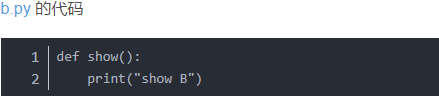 b.py 的代码
1 def show():
2     print("show B")